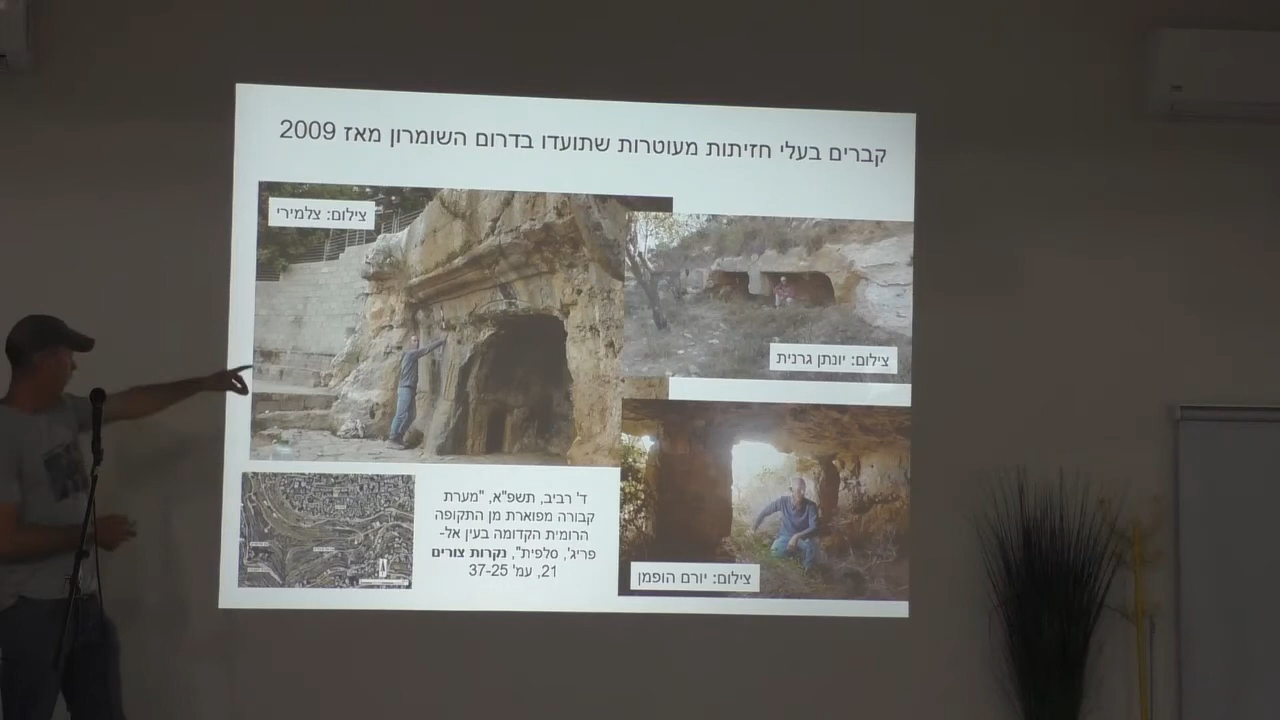 קברים בעלי חזיתות מעוטרות שתועדו בדרום השומרון מאז 2009
צילום: צלמירי
צילום: יונתן גרנית
ד' רביב, תשפ"א, "מערת
קבורה מפוארת מן התקופה
הרומית הקדומה בעין אל-
פריג', סלפית", נקרות צורים
21, עמ' 37-25
צילום: יורם הופמן